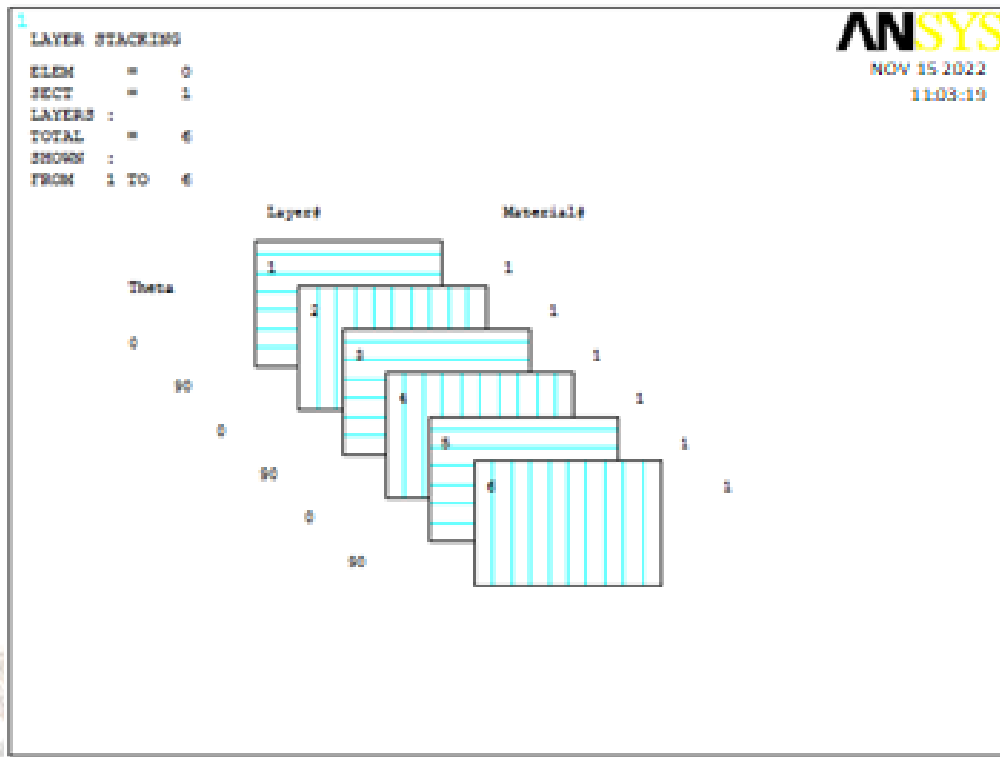 1
LAYER STACKING
ANSYS
NOV 15 2022
11:03:19
ELEM = 0
SECT = 1
LAYERS :
TOTAL = 6
SHOWN :
FROM 1 TO 6
Layer# Material#
1 1
Theta
2 1
0
3 1
90
4 1
0
5 1
90
6 1
0
90